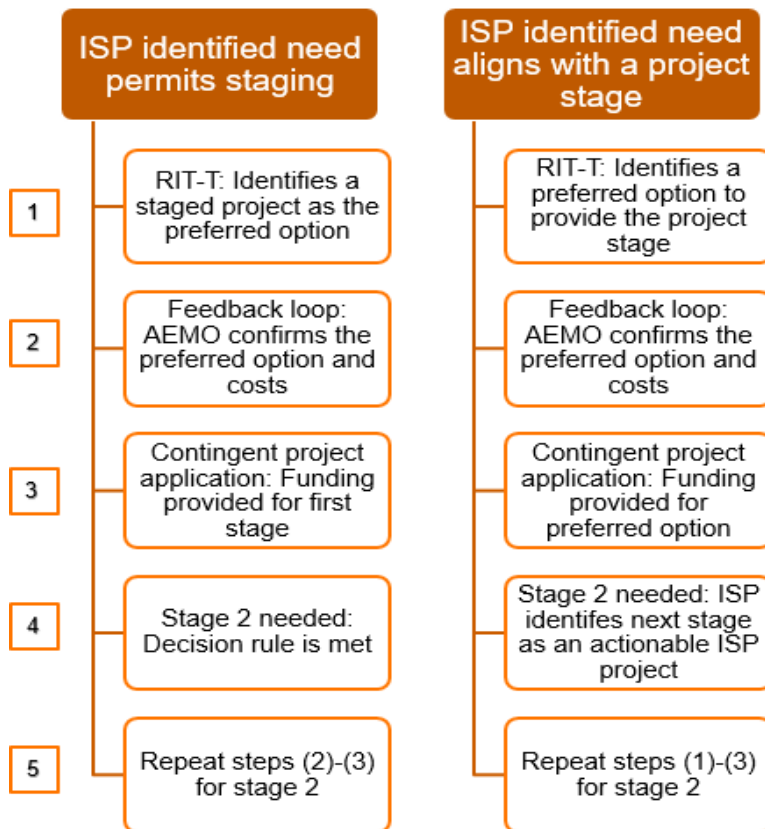 ISP identified need
permits staging
ISP identified need
aligns with a project
stage
1
RIT-T: Identifies a
staged project as the
preferred option
RIT-T: Identifies a
preferred option to
provide the project
stage
2
Feedback loop:
AEMO confirms the
preferred option and
costs
Feedback loop:
AEMO confirms the
preferred option and
costs
3
Contingent project
application: Funding
provided for first
stage
Contingent project
application: Funding
provided for
preferred option
4
Stage 2 needed:
Decision rule is met
Stage 2 needed: ISP
identifes next stage
as an actionable ISP
project
5
Repeat steps (2)-(3)
for stage 2
Repeat steps (1)-(3)
for stage 2